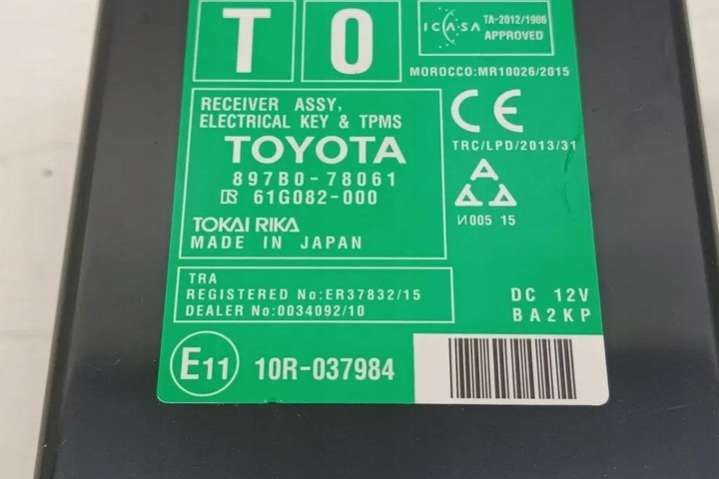 T O
ICASA
TA-2012/1986
APPROVED
MOROCCO:MR10026/2015
RECEIVER ASSY,
ELECTRICAL KEY & TPMS
TOYOTA
897B0-78061
R 61G082-000
TOKAI RIKA
MADE IN JAPAN
CE
TRC/LPD/2013/31
И005 15
TRA
REGISTERED No:ER37832/15
DEALER No:0034092/10
DC 12V
BA2KP
E11 10R-037984